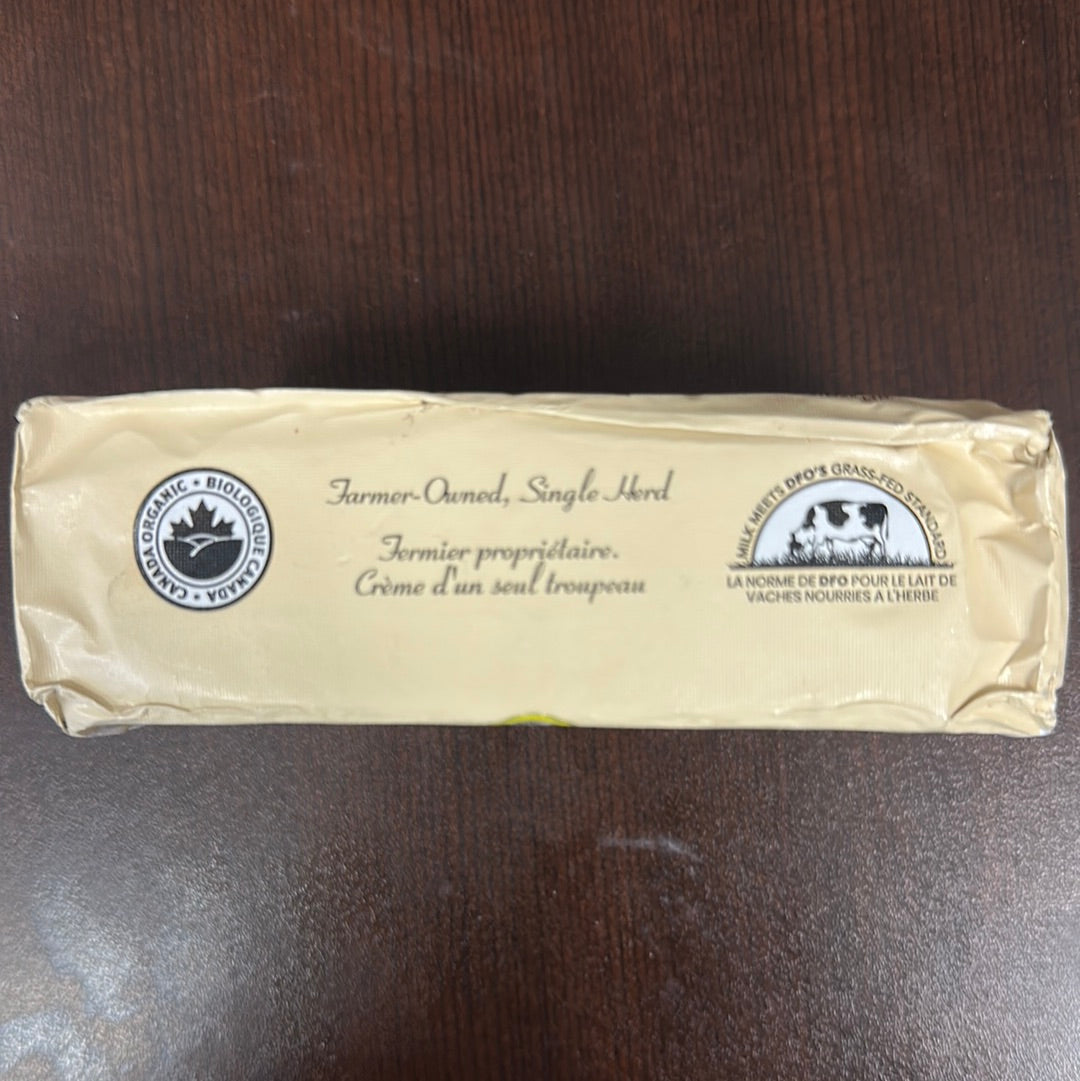 CANADA ORGANIC • BIOLOGIQUE CANADA •
Farmer-Owned, Single Herd
Fermier propriétaire.
Crème d'un seul troupeau
MILK MEETS DFO'S GRASS-FED STANDARD
LA NORME DE DFO POUR LE LAIT DE
VACHES NOURRIES A L'HERBE